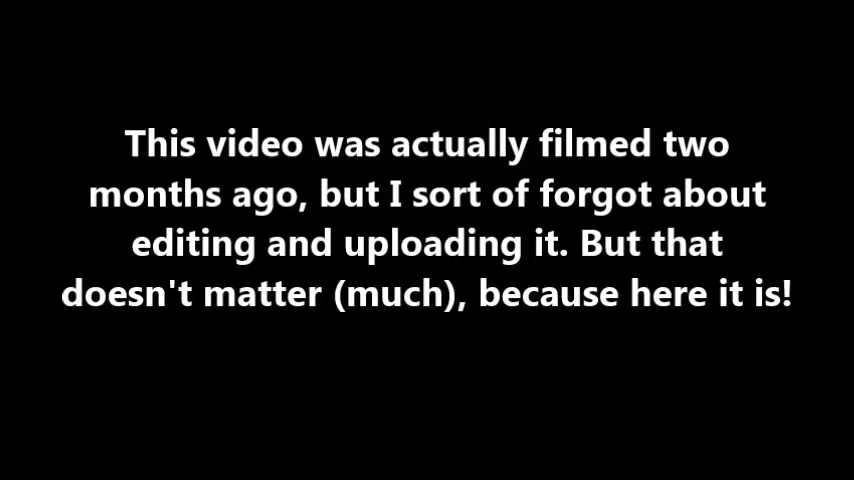 This video was actually filmed two
months ago, but I sort of forgot about
editing and uploading it. But that
doesn't matter (much), because here it is!